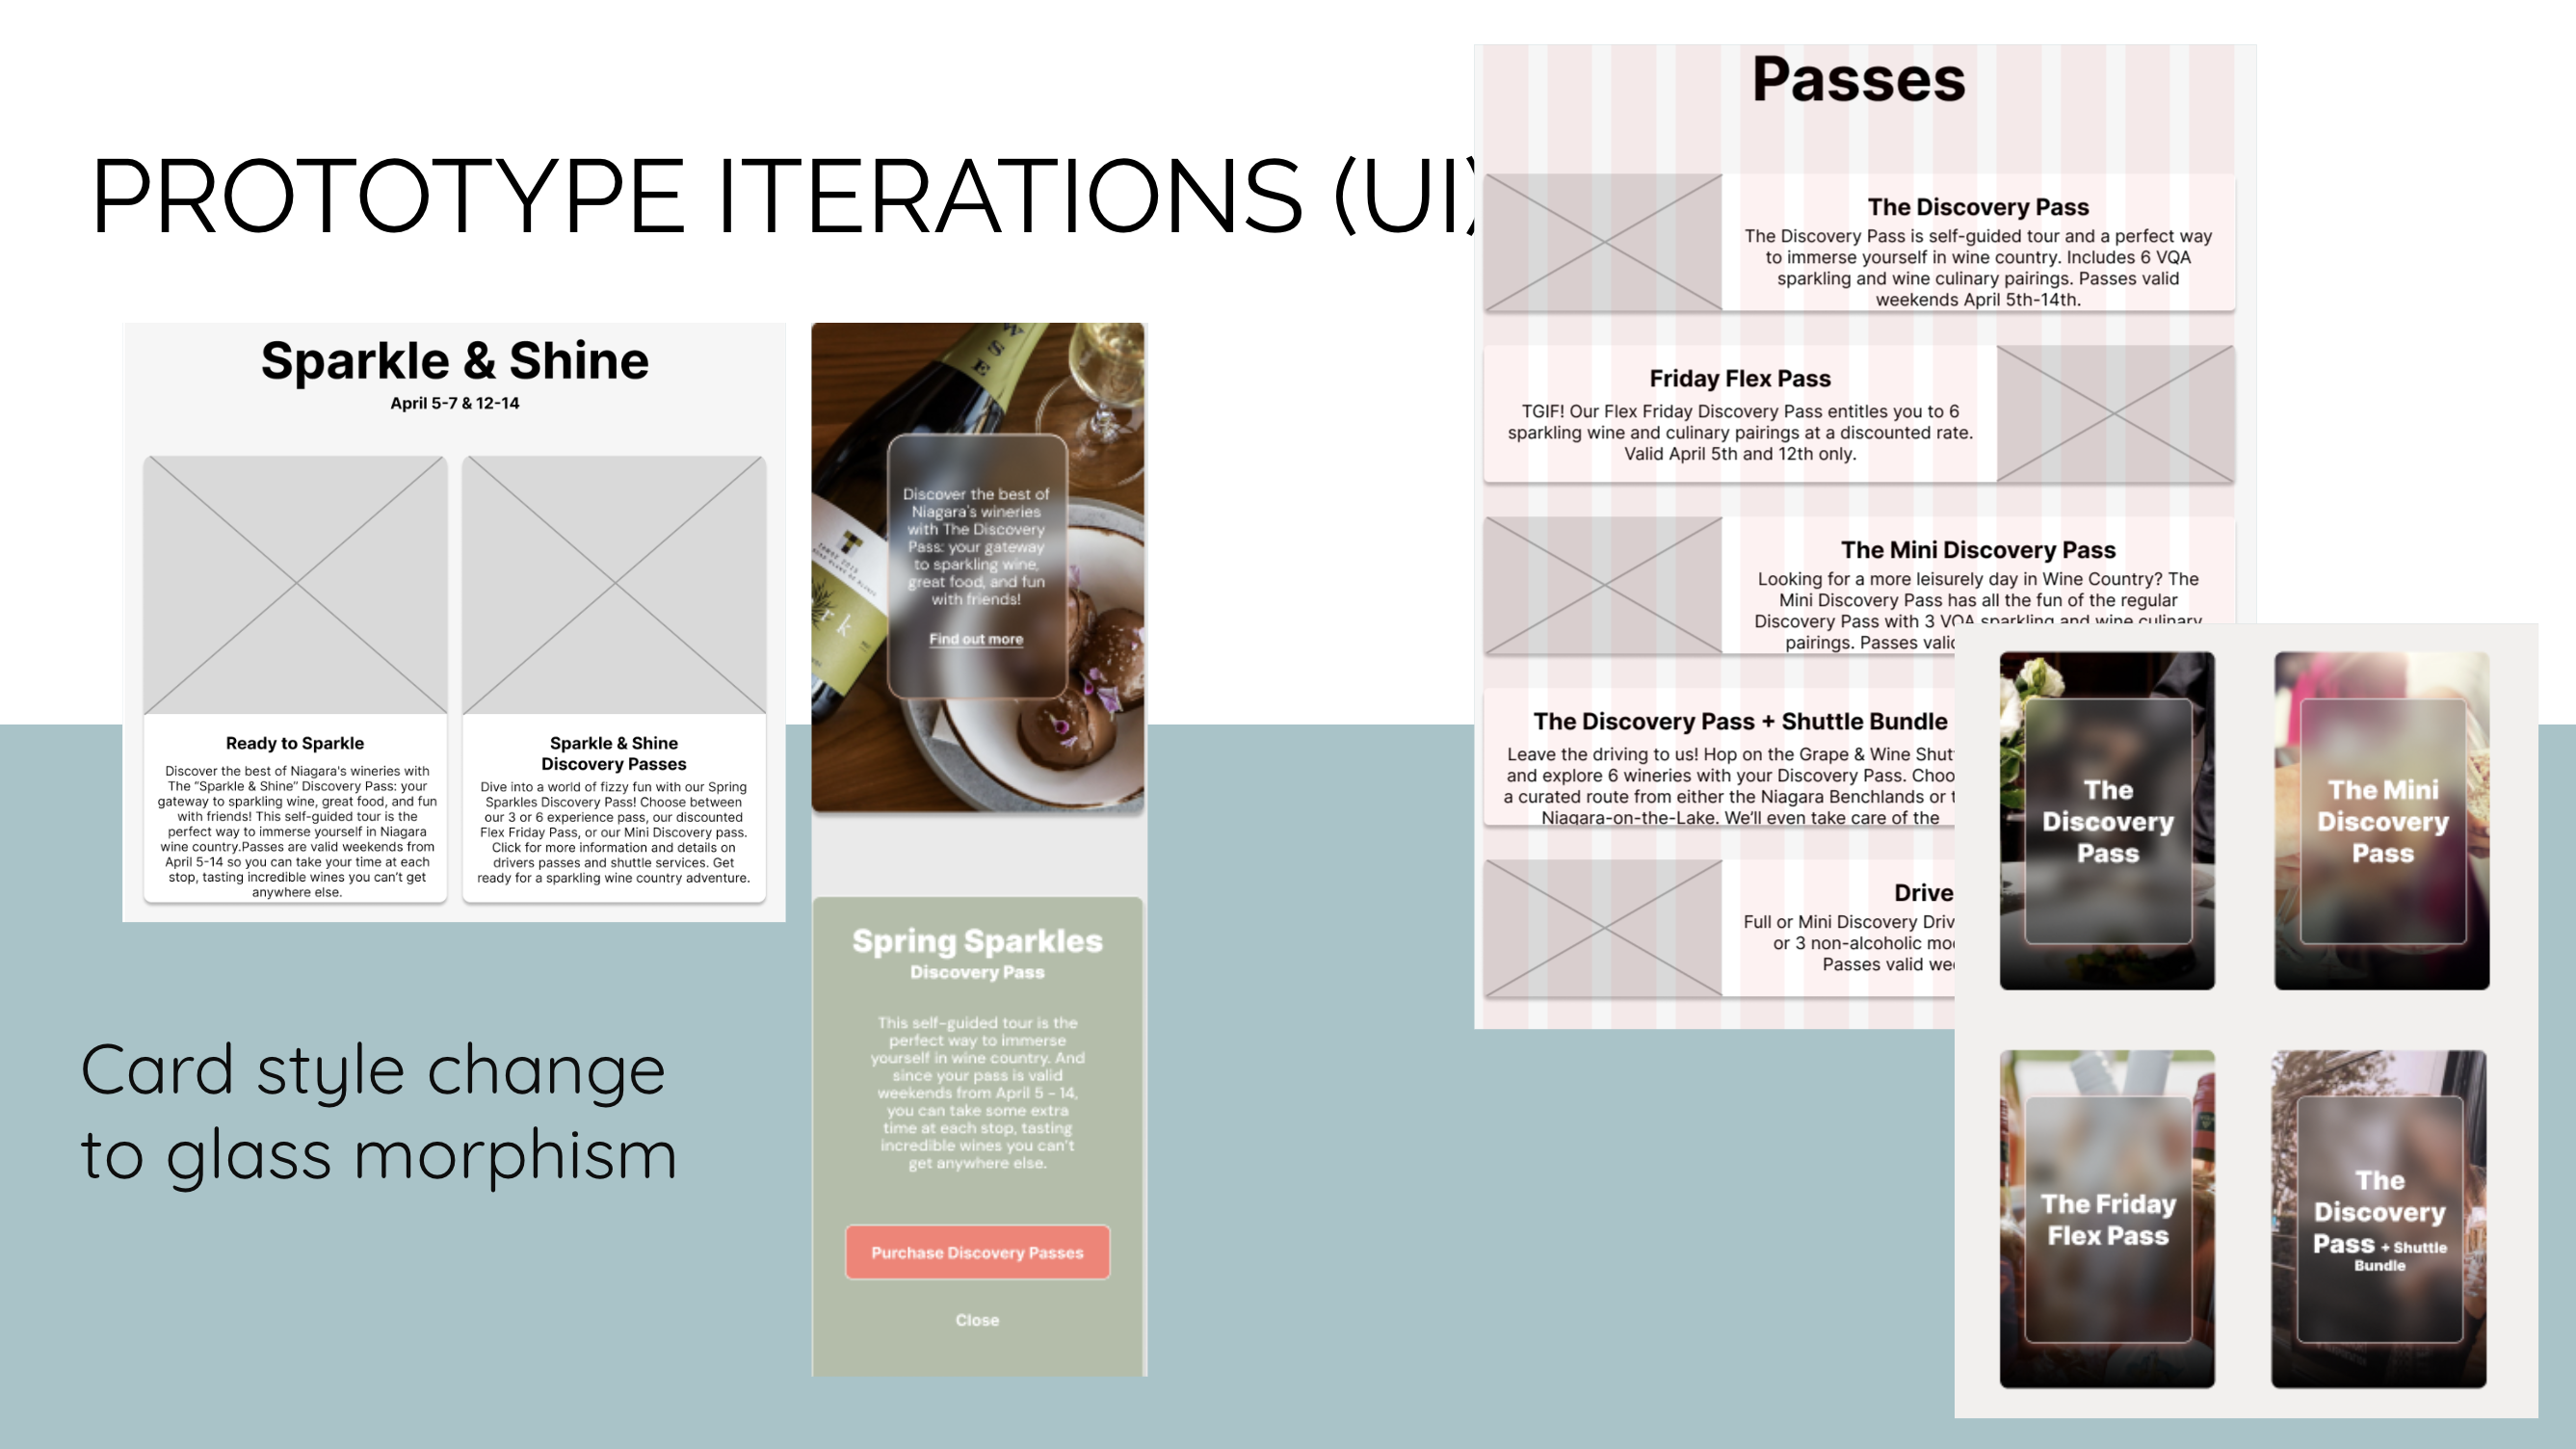 PROTOTYPE ITERATIONS (UI)
Sparkle & Shine
April 5-7 & 12-14
Ready to Sparkle
Discover the best of Niagara's wineries with
The "Sparkle & Shine" Discovery Pass: your
gateway to sparkling wine, great food, and fun
with friends! This self-guided tour is the
perfect way to immerse yourself in Niagara
wine country.Passes are valid weekends from
April 5-14 so you can take your time at each
stop, tasting incredible wines you can't get
anywhere else.
Sparkle & Shine
Discovery Passes
Dive into a world of fizzy fun with our Spring
Sparkles Discovery Pass! Choose between
our 3 or 6 experience pass, our discounted
Flex Friday Pass, or our Mini Discovery pass.
Click for more information and details on
drivers passes and shuttle services. Get
ready for a sparkling wine country adventure.
Card style change
to glass morphism
W
S
E
Discover the best of
Niagara's wineries
with The Discovery
Pass: your gateway
to sparkling wine,
great food, and fun
with friends!
Find out more
rk
Spring Sparkles
Discovery Pass
This self-guided tour is the
perfect way to immerse
yourself in wine country. And
since your pass is valid
weekends from April 5 - 14,
you can take some extra
time at each stop, tasting
incredible wines you can't
get anywhere else.
Purchase Discovery Passes
Close
Passes
The Discovery Pass
The Discovery Pass is self-guided tour and a perfect way
to immerse yourself in wine country. Includes 6 VQA
sparkling and wine culinary pairings. Passes valid
weekends April 5th-14th.
Friday Flex Pass
TGIF! Our Flex Friday Discovery Pass entitles you to 6
sparkling wine and culinary pairings at a discounted rate.
Valid April 5th and 12th only.
The Mini Discovery Pass
Looking for a more leisurely day in Wine Country? The
Mini Discovery Pass has all the fun of the regular
Discovery Pass with 3 VQA sparkling and wine culinary
pairings. Passes valid
The Discovery Pass + Shuttle Bundle
Leave the driving to us! Hop on the Grape & Wine Shut
and explore 6 wineries with your Discovery Pass. Choo
a curated route from either the Niagara Benchlands or t
Niagara-on-the-Lake. We'll even take care of the
Drive
Full or Mini Discovery Driv
or 3 non-alcoholic mo
Passes valid wee
The
Discovery
Pass
The Mini
Discovery
Pass
The Friday
Flex Pass
The
Discovery
Pass + Shuttle
Bundle